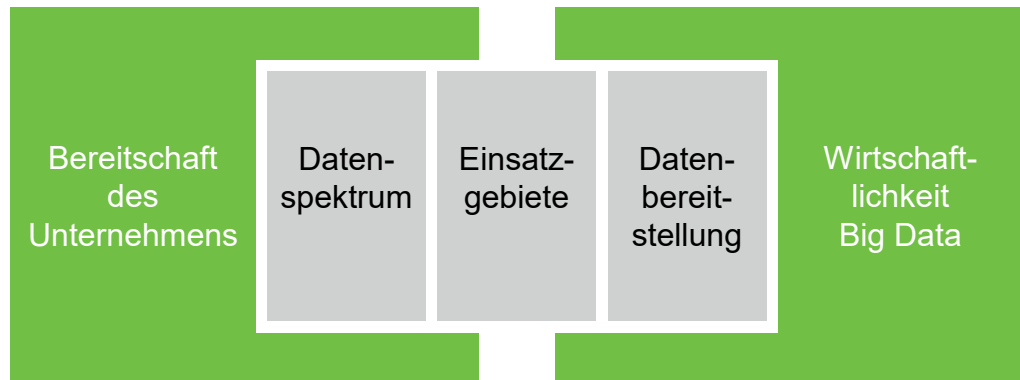 Bereitschaft
des
Unternehmens
Daten-
spektrum
Einsatz-
gebiete
Daten-
bereit-
stellung
Wirtschaft-
lichkeit
Big Data